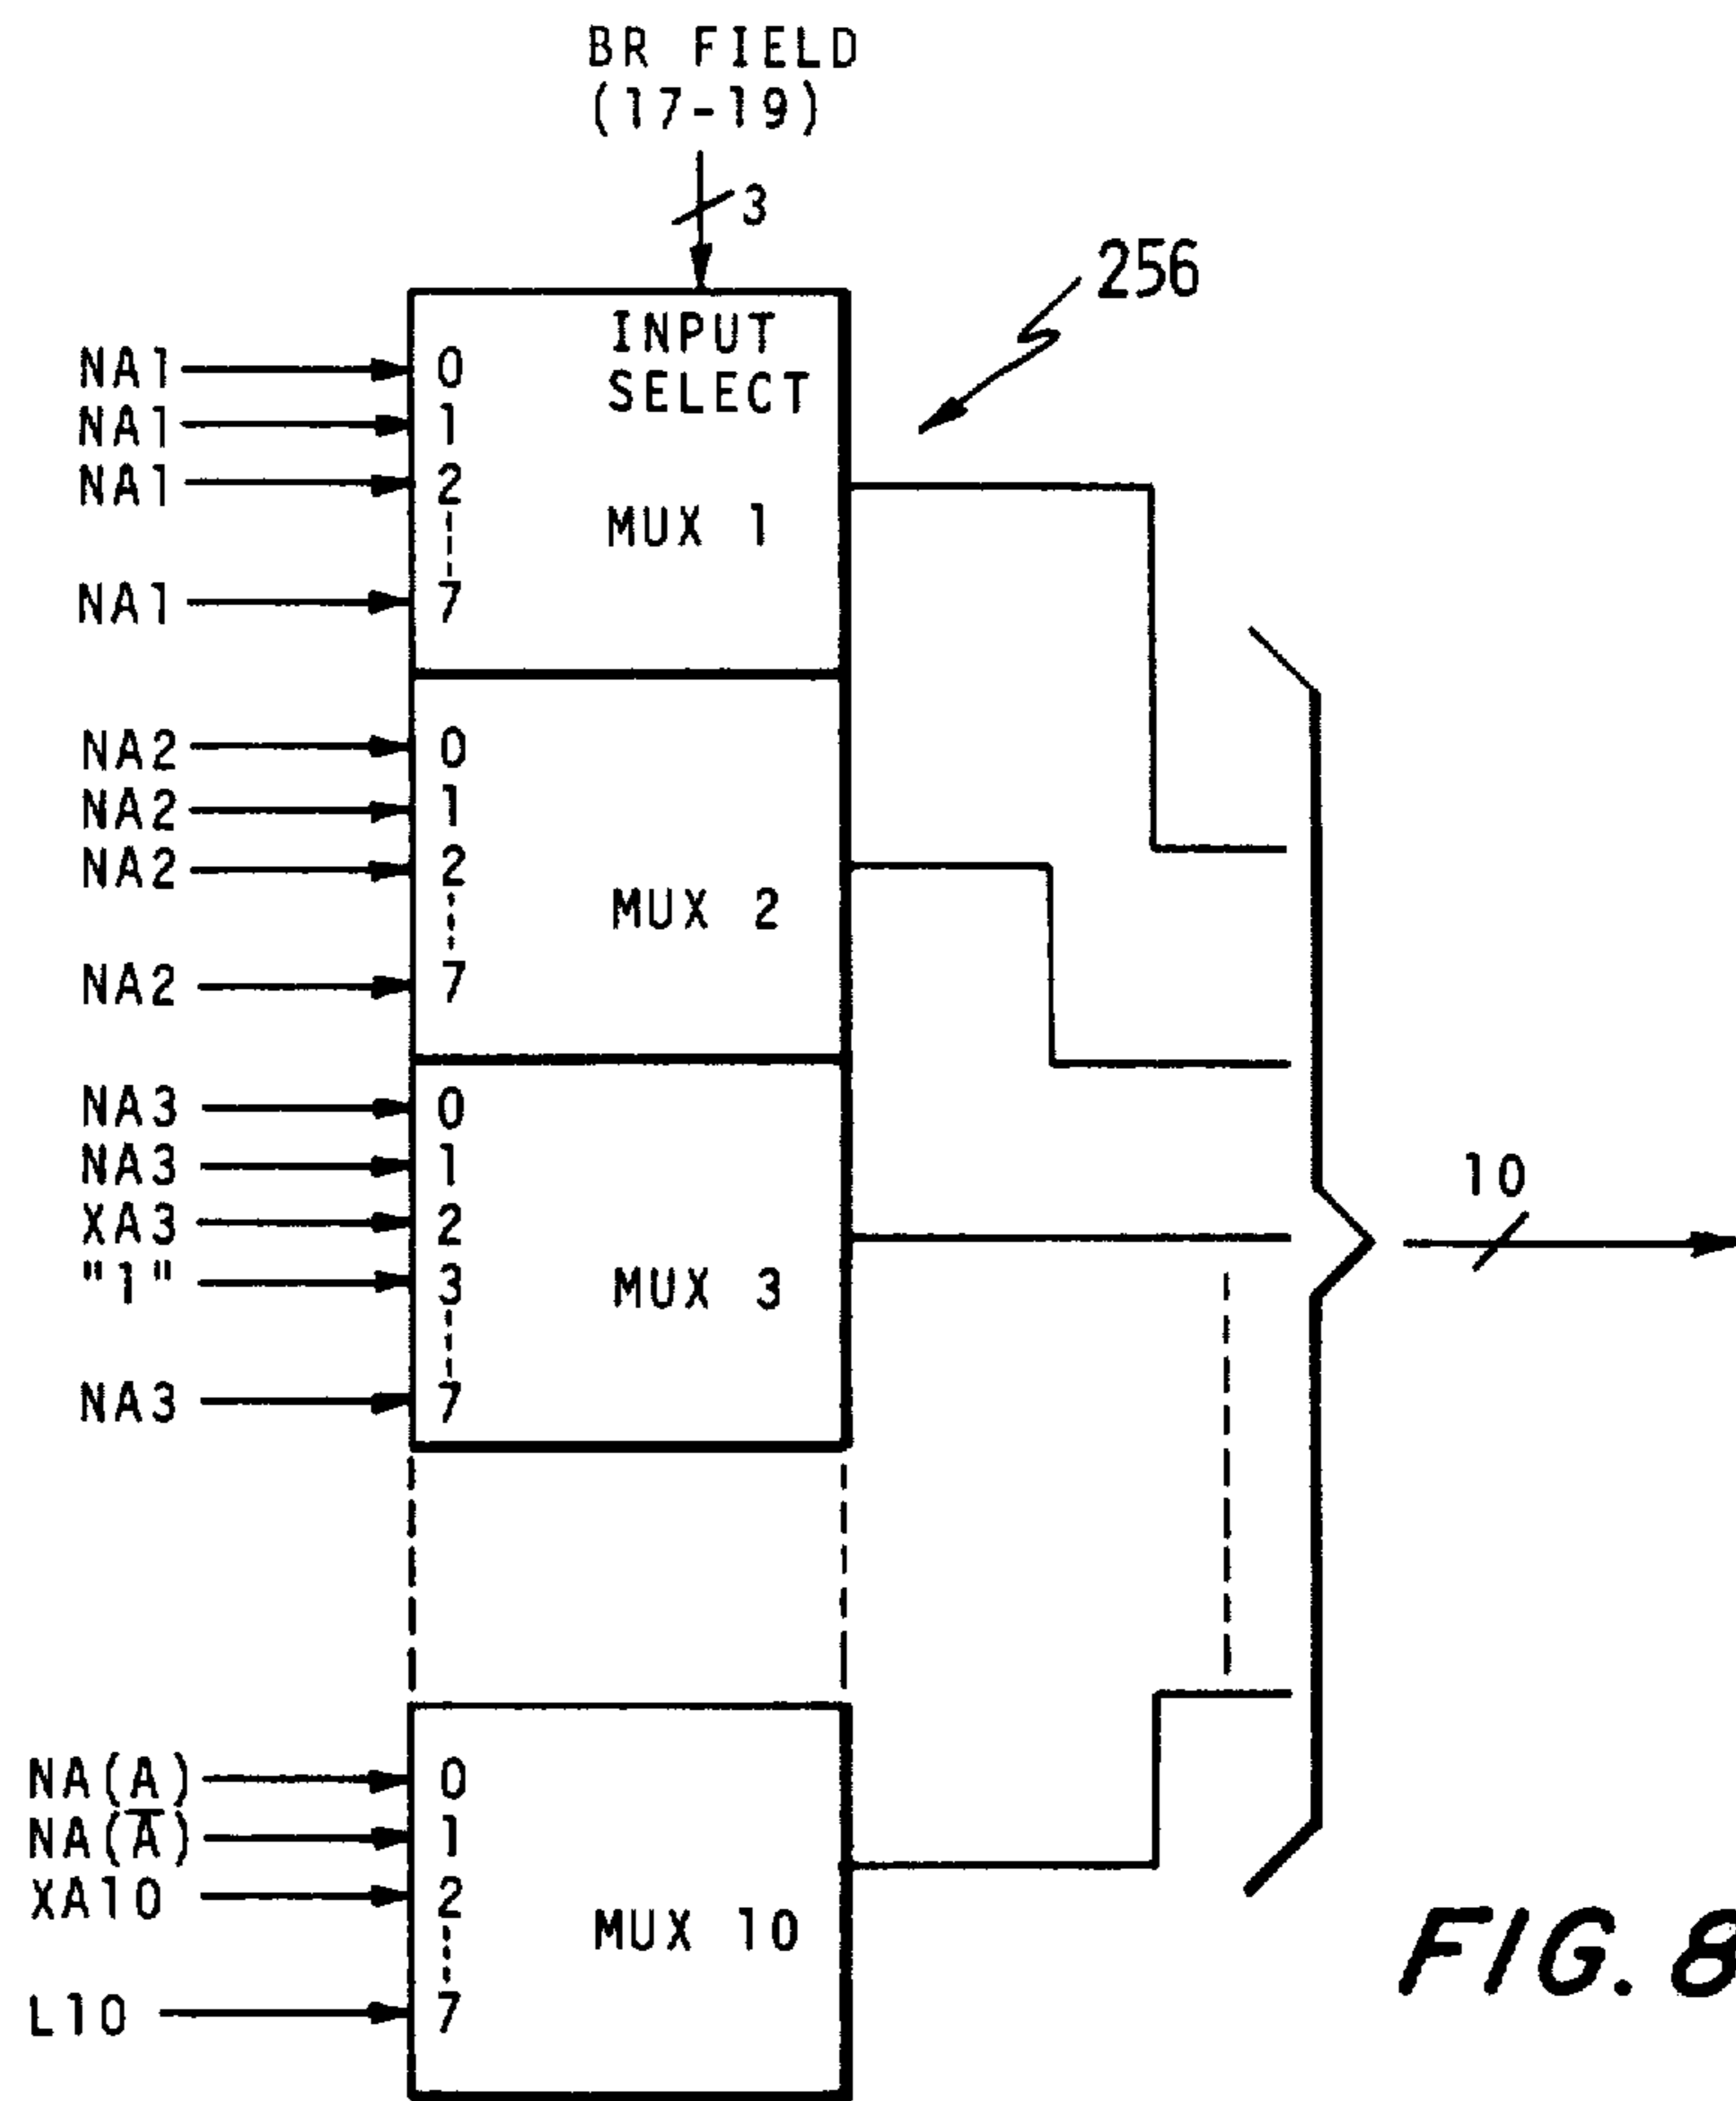 BR FIELD
(17-19)
3
256
INPUT
SELECT
NA1 0
NA1 1
NA1 2
MUX 1
NA1 7
NA2 0
NA2 1
NA2 2
MUX 2
NA2 7
NA3 0
NA3 1
XA3 2
"1" 3
MUX 3
NA3 7
10
NA(A) 0
NA(A̅) 1
XA10 2
MUX 10
L10 7
FIG. 8